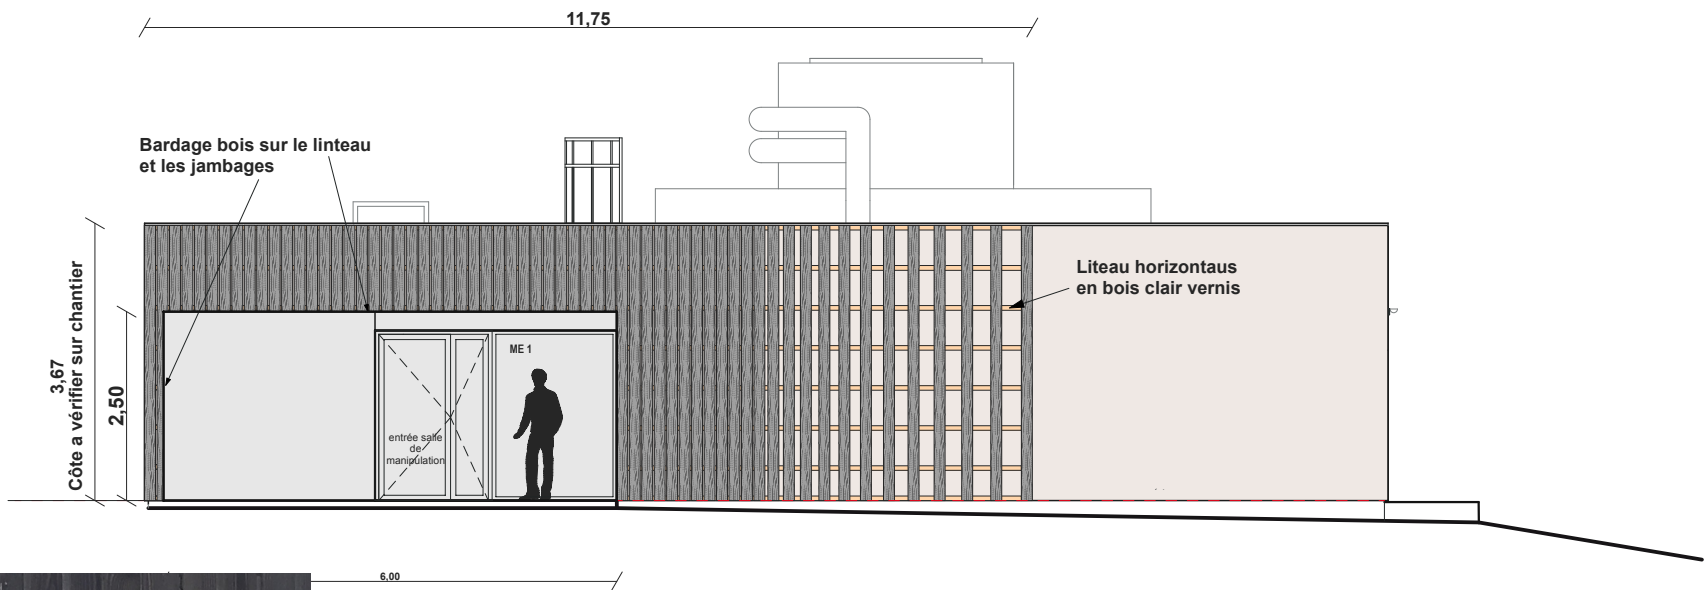 11,75
Bardage bois sur le linteau
et les jambages
Liteau horizontaus
en bois clair vernis
3,67
Côte a vérifier sur chantier
2,50
ME 1
entrée salle
de
manipulation
6,00